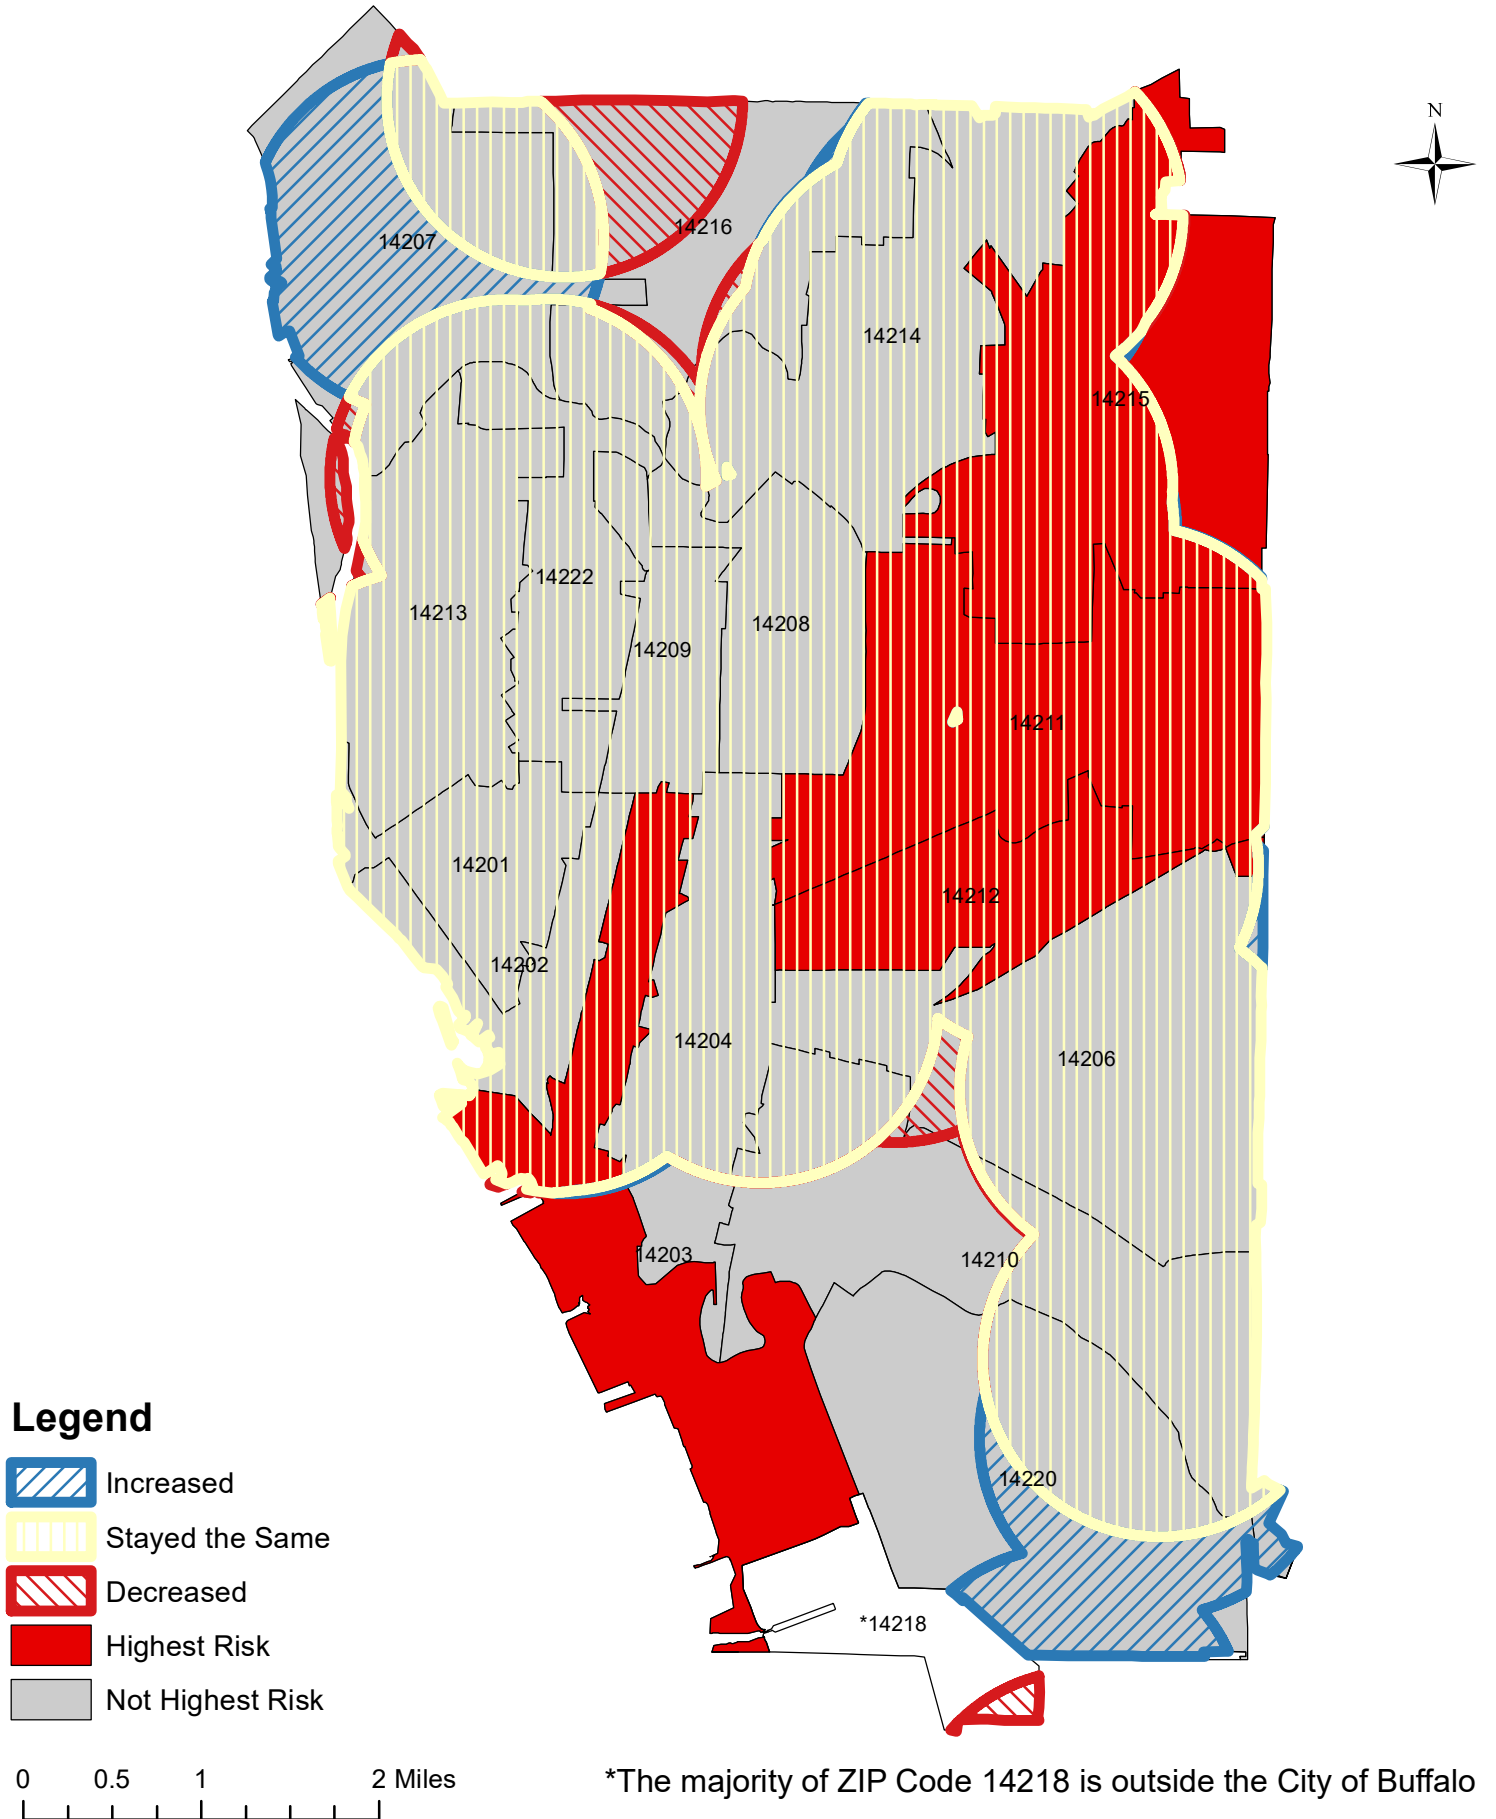 N
14216
14207
14214
14215
14222
14213
14208
14209
14211
14201
14212
14202
14204
14206
14203
14210
14220
*14218
Legend
Increased
Stayed the Same
Decreased
Highest Risk
Not Highest Risk
0 0.5 1 2 Miles
*The majority of ZIP Code 14218 is outside the City of Buffalo